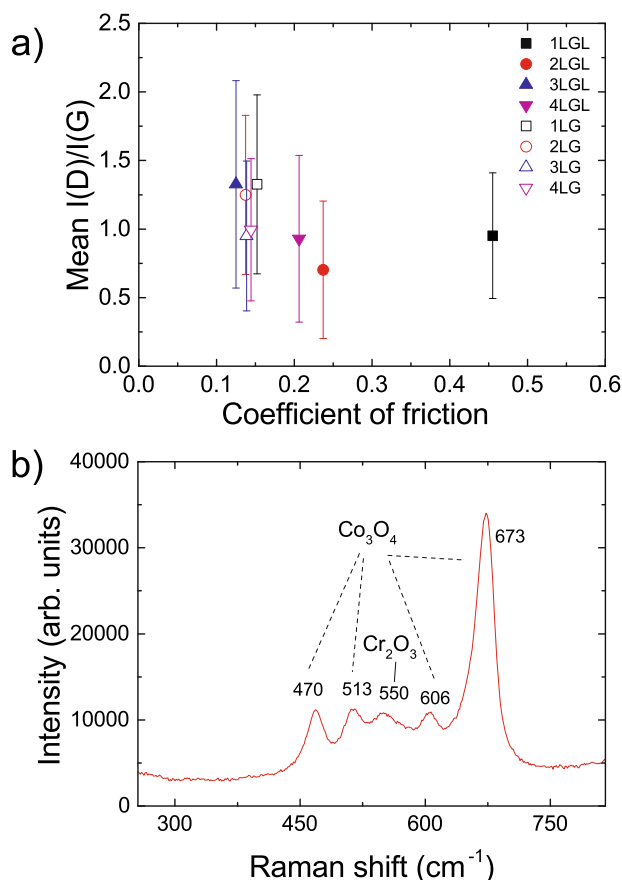 a)
2.5
2.0
1.5
1.0
0.5
0.0
Mean I(D)/I(G)
1LGL
2LGL
3LGL
4LGL
1LG
2LG
3LG
4LG
0.0 0.1 0.2 0.3 0.4 0.5 0.6
Coefficient of friction
b)
40000
30000
20000
10000
0
Intensity (arb. units)
Co₃O₄
673
Cr₂O₃
470 513 550 606
300 450 600 750
Raman shift (cm⁻¹)